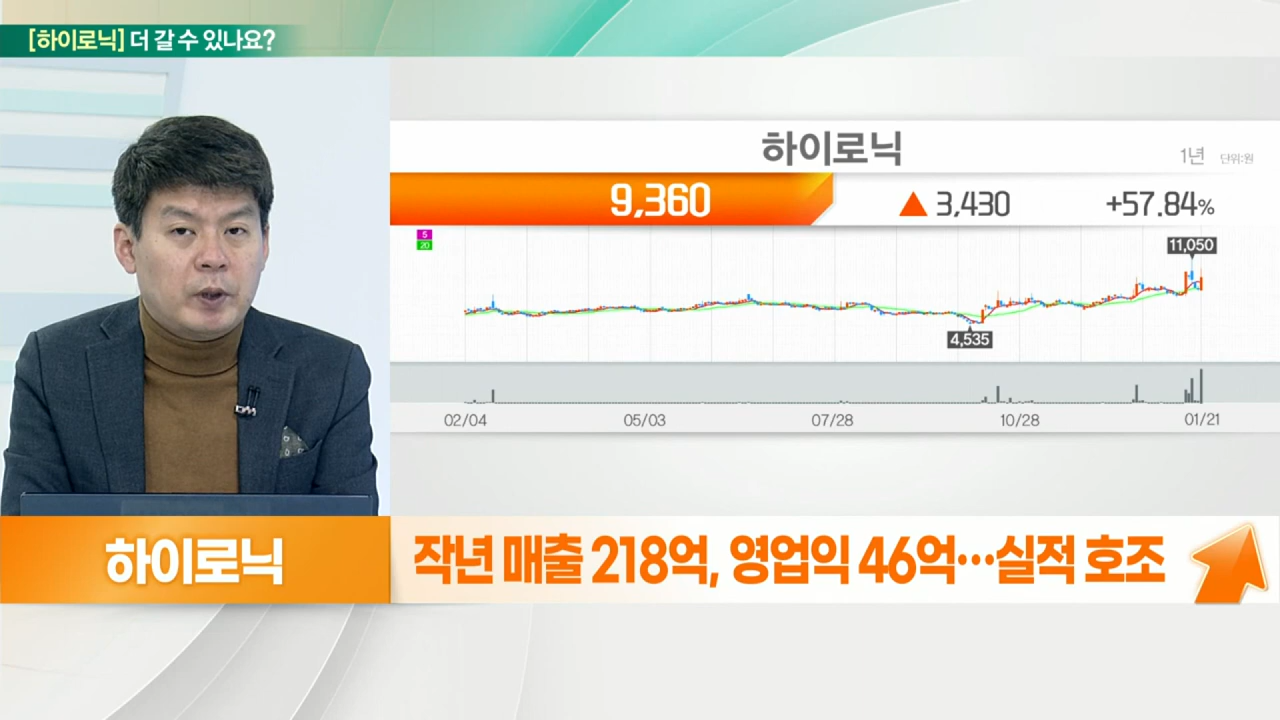 [하이로닉] 더 갈 수 있나요?
하이로닉
1년 단위:원
9,360 ▲ 3,430 +57.84%
5
20
11,050
4,535
02/04 05/03 07/28 10/28 01/21
하이로닉
작년 매출 218억, 영업익 46억…실적 호조